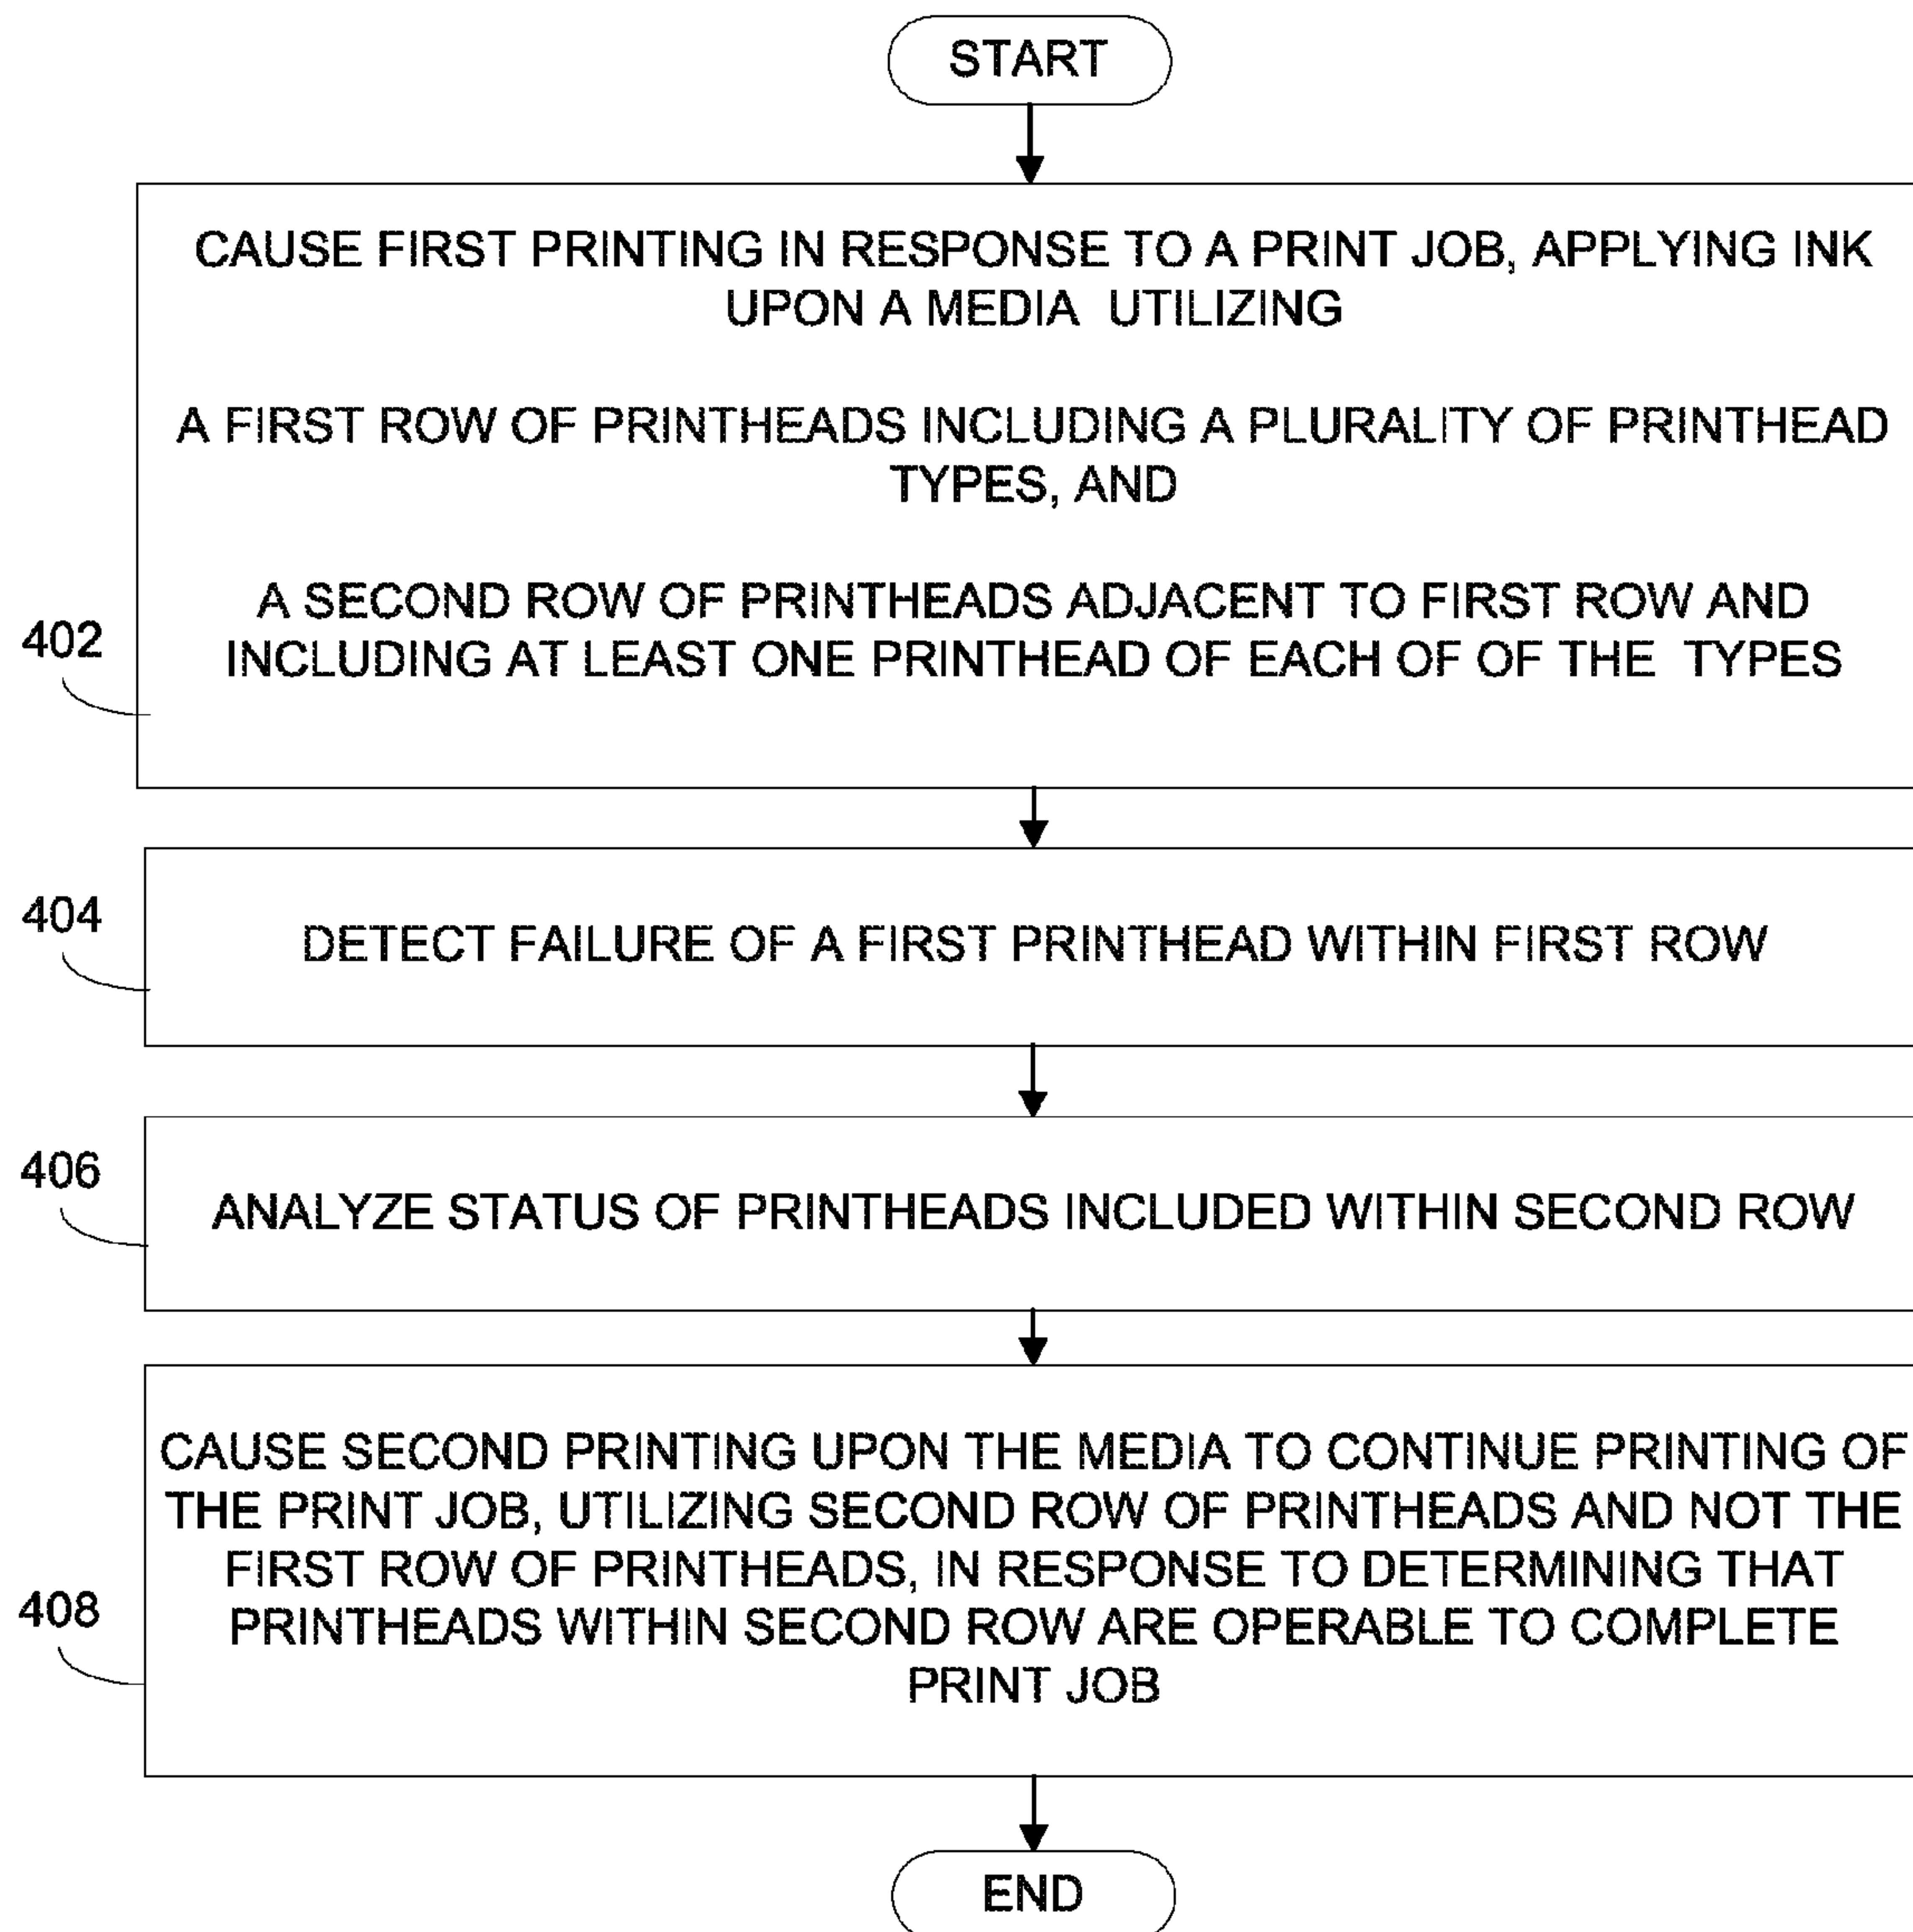 START
CAUSE FIRST PRINTING IN RESPONSE TO A PRINT JOB, APPLYING INK
UPON A MEDIA UTILIZING
A FIRST ROW OF PRINTHEADS INCLUDING A PLURALITY OF PRINTHEAD
TYPES, AND
A SECOND ROW OF PRINTHEADS ADJACENT TO FIRST ROW AND
INCLUDING AT LEAST ONE PRINTHEAD OF EACH OF OF THE TYPES
402
DETECT FAILURE OF A FIRST PRINTHEAD WITHIN FIRST ROW
404
ANALYZE STATUS OF PRINTHEADS INCLUDED WITHIN SECOND ROW
406
CAUSE SECOND PRINTING UPON THE MEDIA TO CONTINUE PRINTING OF
THE PRINT JOB, UTILIZING SECOND ROW OF PRINTHEADS AND NOT THE
FIRST ROW OF PRINTHEADS, IN RESPONSE TO DETERMINING THAT
PRINTHEADS WITHIN SECOND ROW ARE OPERABLE TO COMPLETE
PRINT JOB
408
END